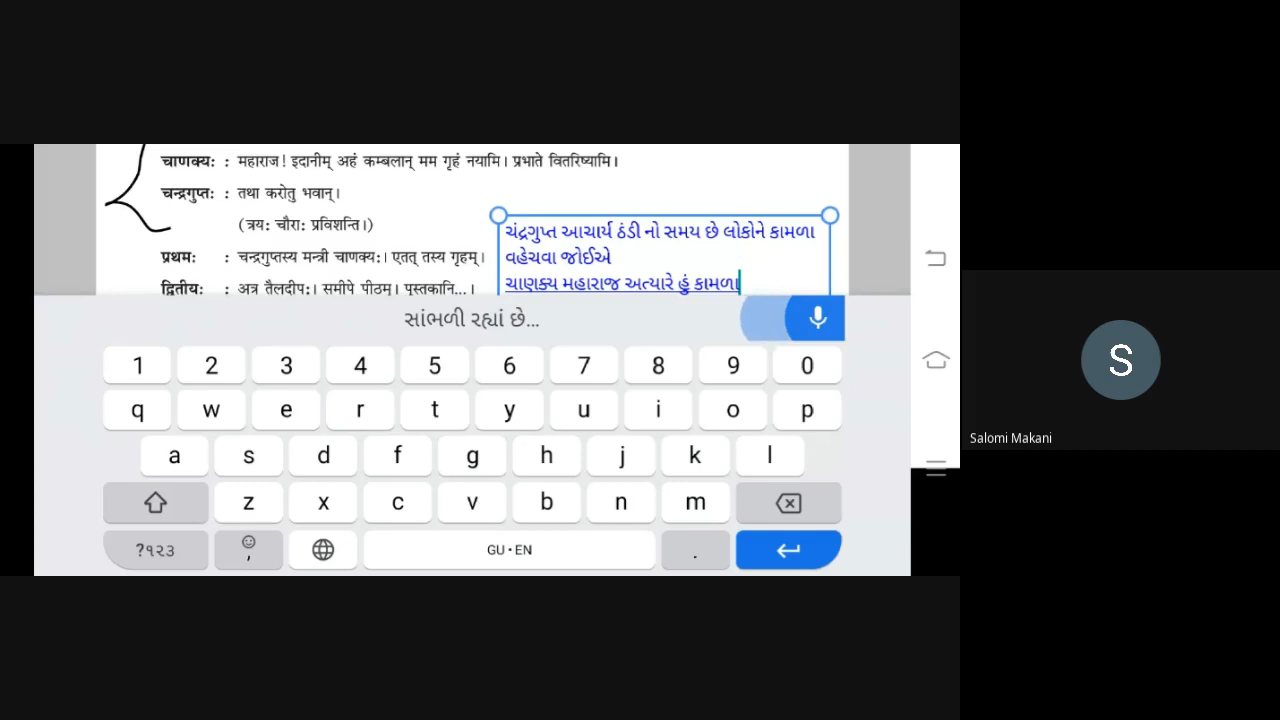 चाणक्यः : महाराज! इदानीम् अहं कम्बलान् मम गृहं नयामि। प्रभाते वितरिष्यामि।
चन्द्रगुप्तः : तथा करोतु भवान्।
(त्रयः चौराः प्रविशन्ति।)
प्रथमः : चन्द्रगुप्तस्य मन्त्री चाणक्यः। एतत् तस्य गृहम्।
द्वितीयः : अत्र तैलदीपः। समीपे पीठम्। पुस्तकानि...।
ચંદ્રગુપ્ત આચાર્ય ઠંડી નો સમય છે લોકોને કામળા
વહેચવા જોઈએ
ચાણક્ય મહારાજ અત્યારે હું કામળા
સાંભળી રહ્યાં છે...
1 2 3 4 5 6 7 8 9 0
q w e r t y u i o p
a s d f g h j k l
z x c v b n m
?૧૨૩ , GU • EN .
S
Salomi Makani